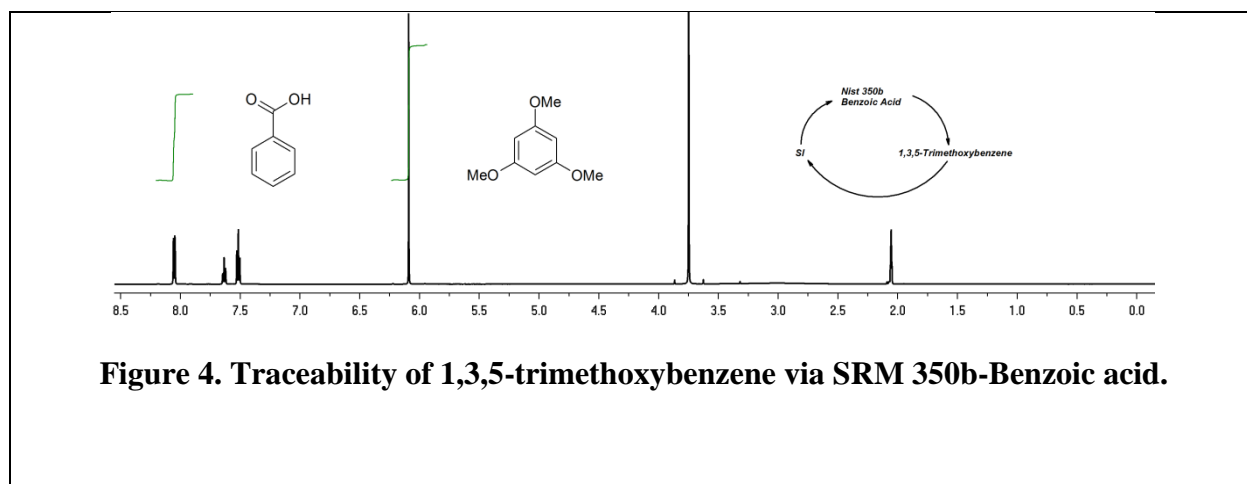 O
OH
OMe
MeO
OMe
Nist 350b
Benzoic Acid
SI
1,3,5-Trimethoxybenzene
8.5 8.0 7.5 7.0 6.5 6.0 5.5 5.0 4.5 4.0 3.5 3.0 2.5 2.0 1.5 1.0 0.5 0.0
Figure 4. Traceability of 1,3,5-trimethoxybenzene via SRM 350b-Benzoic acid.